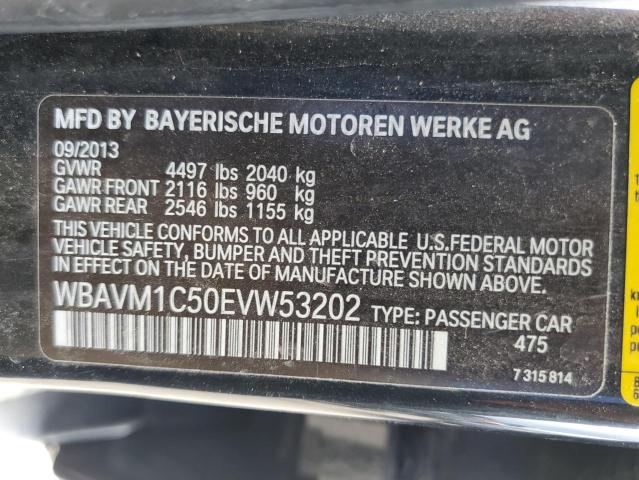 MFD BY BAYERISCHE MOTOREN WERKE AG
09/2013
GVWR 4497 lbs 2040 kg
GAWR FRONT 2116 lbs 960 kg
GAWR REAR 2546 lbs 1155 kg
THIS VEHICLE CONFORMS TO ALL APPLICABLE U.S.FEDERAL MOTOR
VEHICLE SAFETY, BUMPER AND THEFT PREVENTION STANDARDS
IN EFFECT ON THE DATE OF MANUFACTURE SHOWN ABOVE.
WBAVM1C50EVW53202 TYPE: PASSENGER CAR
475
7 315 814